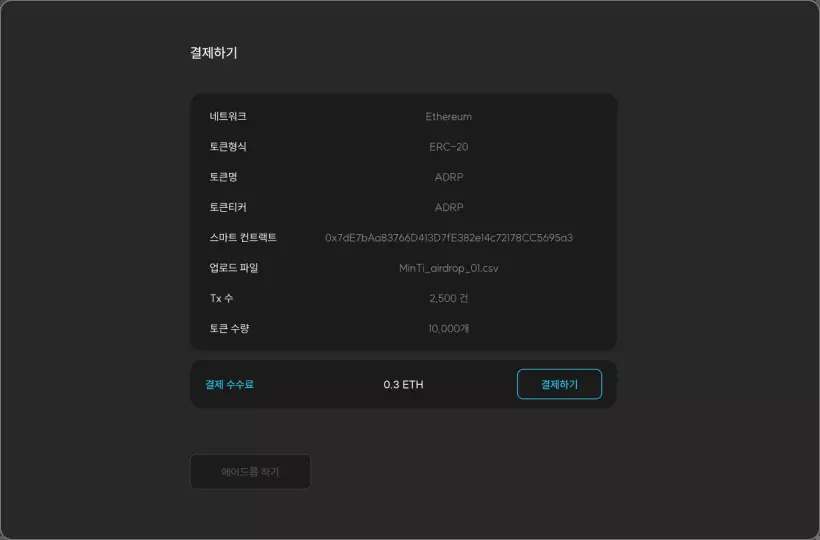 결제하기
네트워크 Ethereum
토큰형식 ERC-20
토큰명 ADRP
토큰티커 ADRP
스마트 컨트랙트 0x7dE7bAa83766D413D7fE382e14c72178CC5695a3
업로드 파일 MinTi_airdrop_01.csv
Tx 수 2,500 건
토큰 수량 10,000개
결제 수수료 0.3 ETH 결제하기
에어드롭 하기